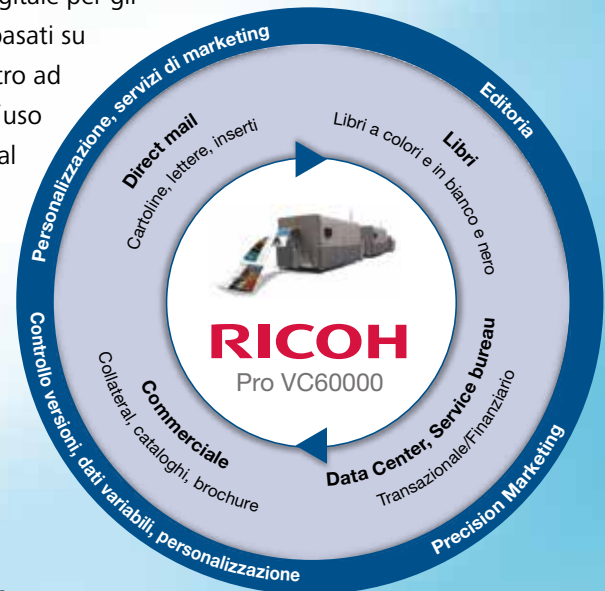 gitale per gli
basati su
tro ad
'uso
al
Personalizzazione, servizi di marketing
Direct mail
Cartoline, lettere, inserti
Editoria
Libri
Libri a colori e in bianco e nero
RICOH
Pro VC60000
Controllo versioni, dati variabili, personalizzazione
Commerciale
Collateral, cataloghi, brochure
Data Center, Service bureau
Transazionale/Finanziario
Precision Marketing